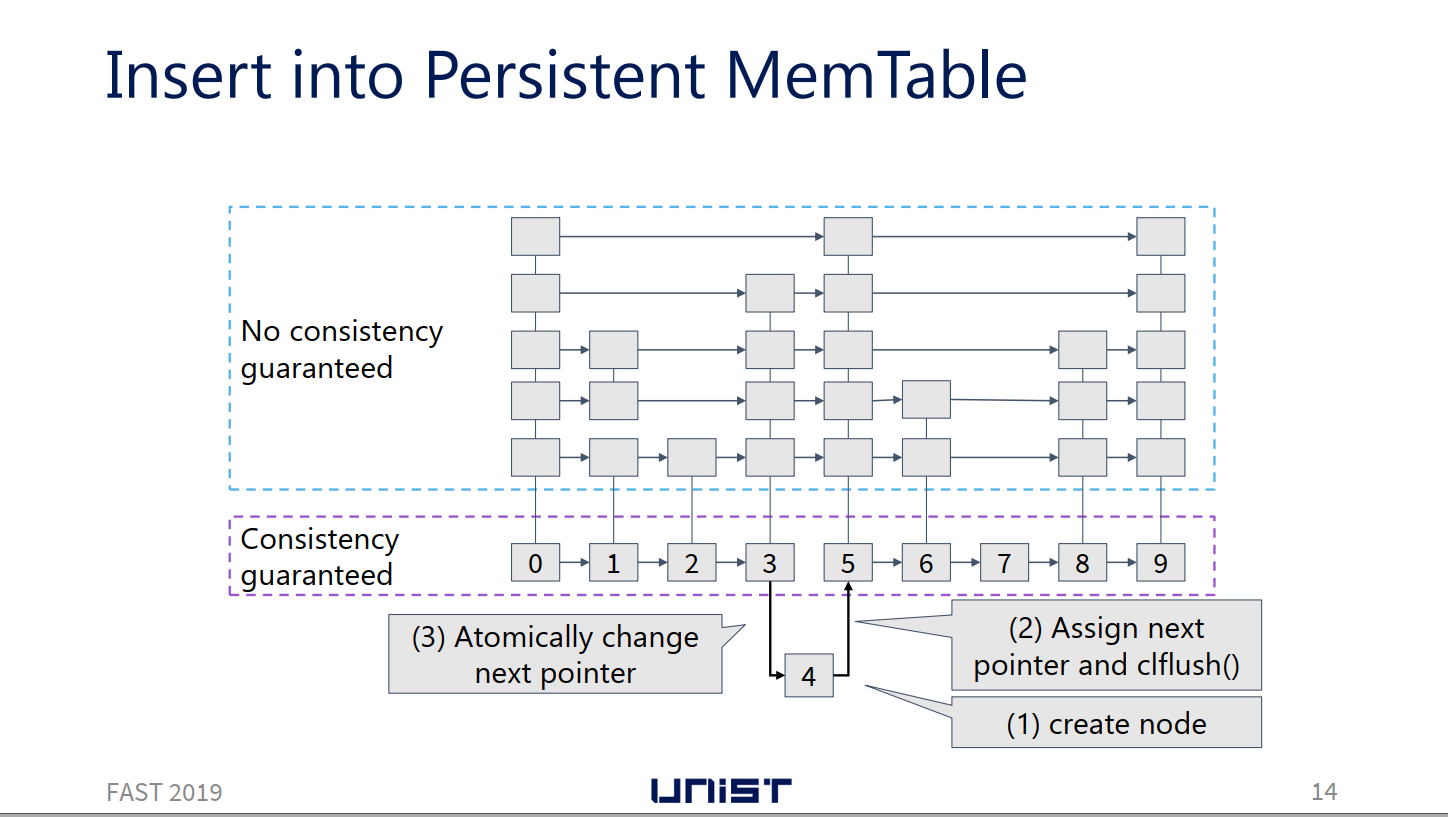 Insert into Persistent MemTable
No consistency
guaranteed
Consistency
guaranteed
0 1 2 3 5 6 7 8 9
(3) Atomically change
next pointer
4
(2) Assign next
pointer and clflush()
(1) create node
FAST 2019
UNIST
14